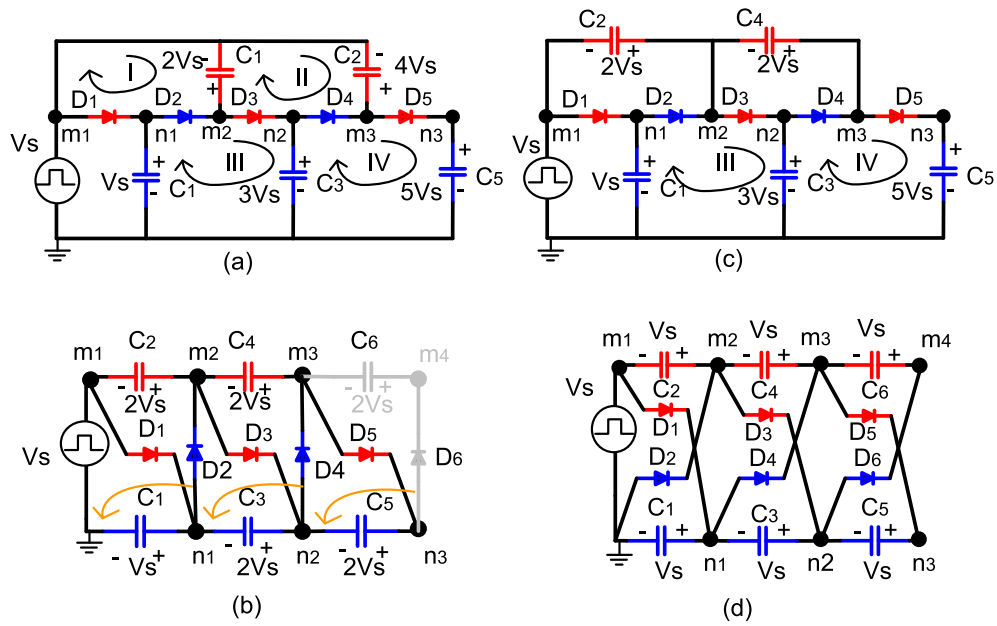 I 2Vs - C1 + II C2 - + 4Vs
D1 D2 D3 D4 D5
m1 n1 m2 n2 m3 n3
Vs
Vs + - C1 III 3Vs + - C3 IV 5Vs + - C5
(a)
C2 C4
- + 2Vs - + 2Vs
D1 D2 D3 D4 D5
m1 n1 m2 n2 m3 n3
Vs
Vs + - C1 III 3Vs + - C3 IV 5Vs + - C5
(c)
m1 C2 m2 C4 m3 C6 m4
- 2Vs + - 2Vs + - 2Vs +
Vs
D1 D2 D3 D4 D5 D6
C1 C3 C5
- Vs + - 2Vs + - 2Vs +
n1 n2 n3
(b)
m1 Vs m2 Vs m3 Vs m4
- + - + - +
Vs
C2 C4 C6
D1 D3 D5
D2 D4 D6
C1 C3 C5
- + - + - +
Vs n1 Vs n2 Vs n3
(d)